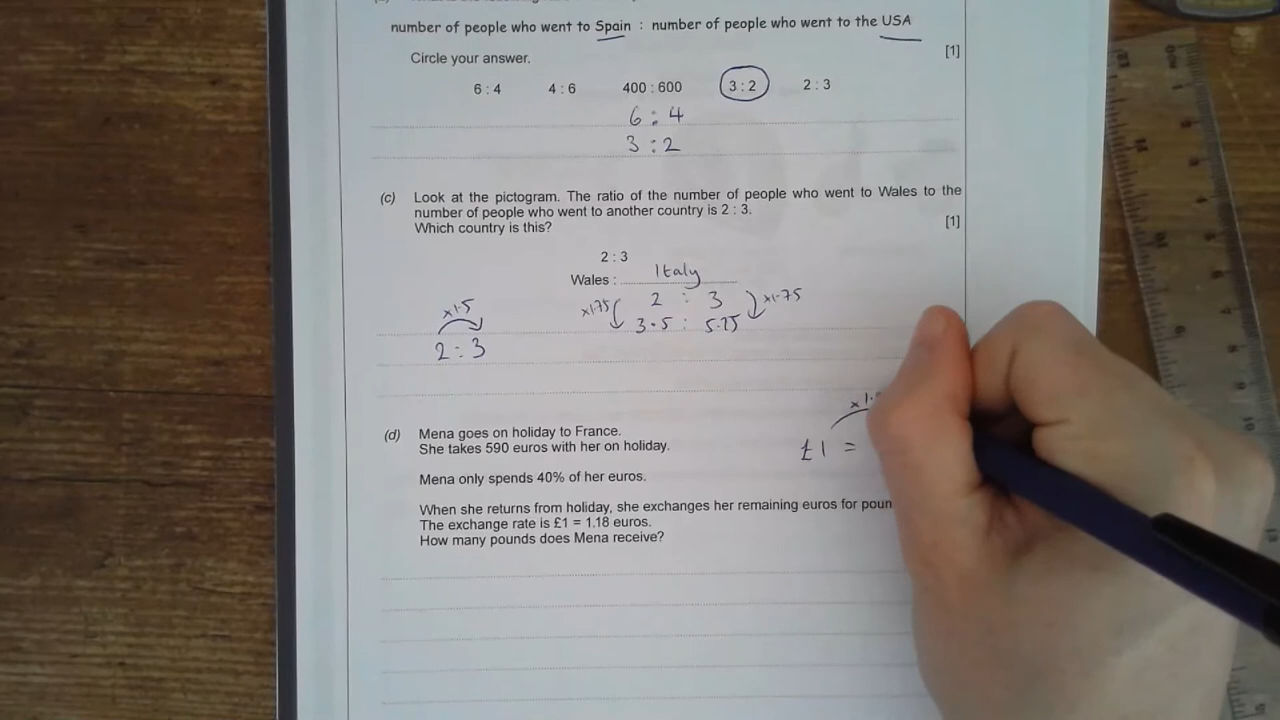 number of people who went to Spain : number of people who went to the USA
Circle your answer. [1]
6 : 4 4 : 6 400 : 600 3 : 2 2 : 3
6 : 4
3 : 2
(c) Look at the pictogram. The ratio of the number of people who went to Wales to the
number of people who went to another country is 2 : 3.
Which country is this? [1]
2 : 3
Wales : Italy
×1.75 2 : 3 ×1.75
3.5 : 5.25
×1.5
2 : 3
(d) Mena goes on holiday to France.
She takes 590 euros with her on holiday.
×1.
£1 =
Mena only spends 40% of her euros.
When she returns from holiday, she exchanges her remaining euros for
The exchange rate is £1 = 1.18 euros.
How many pounds does Mena receive?